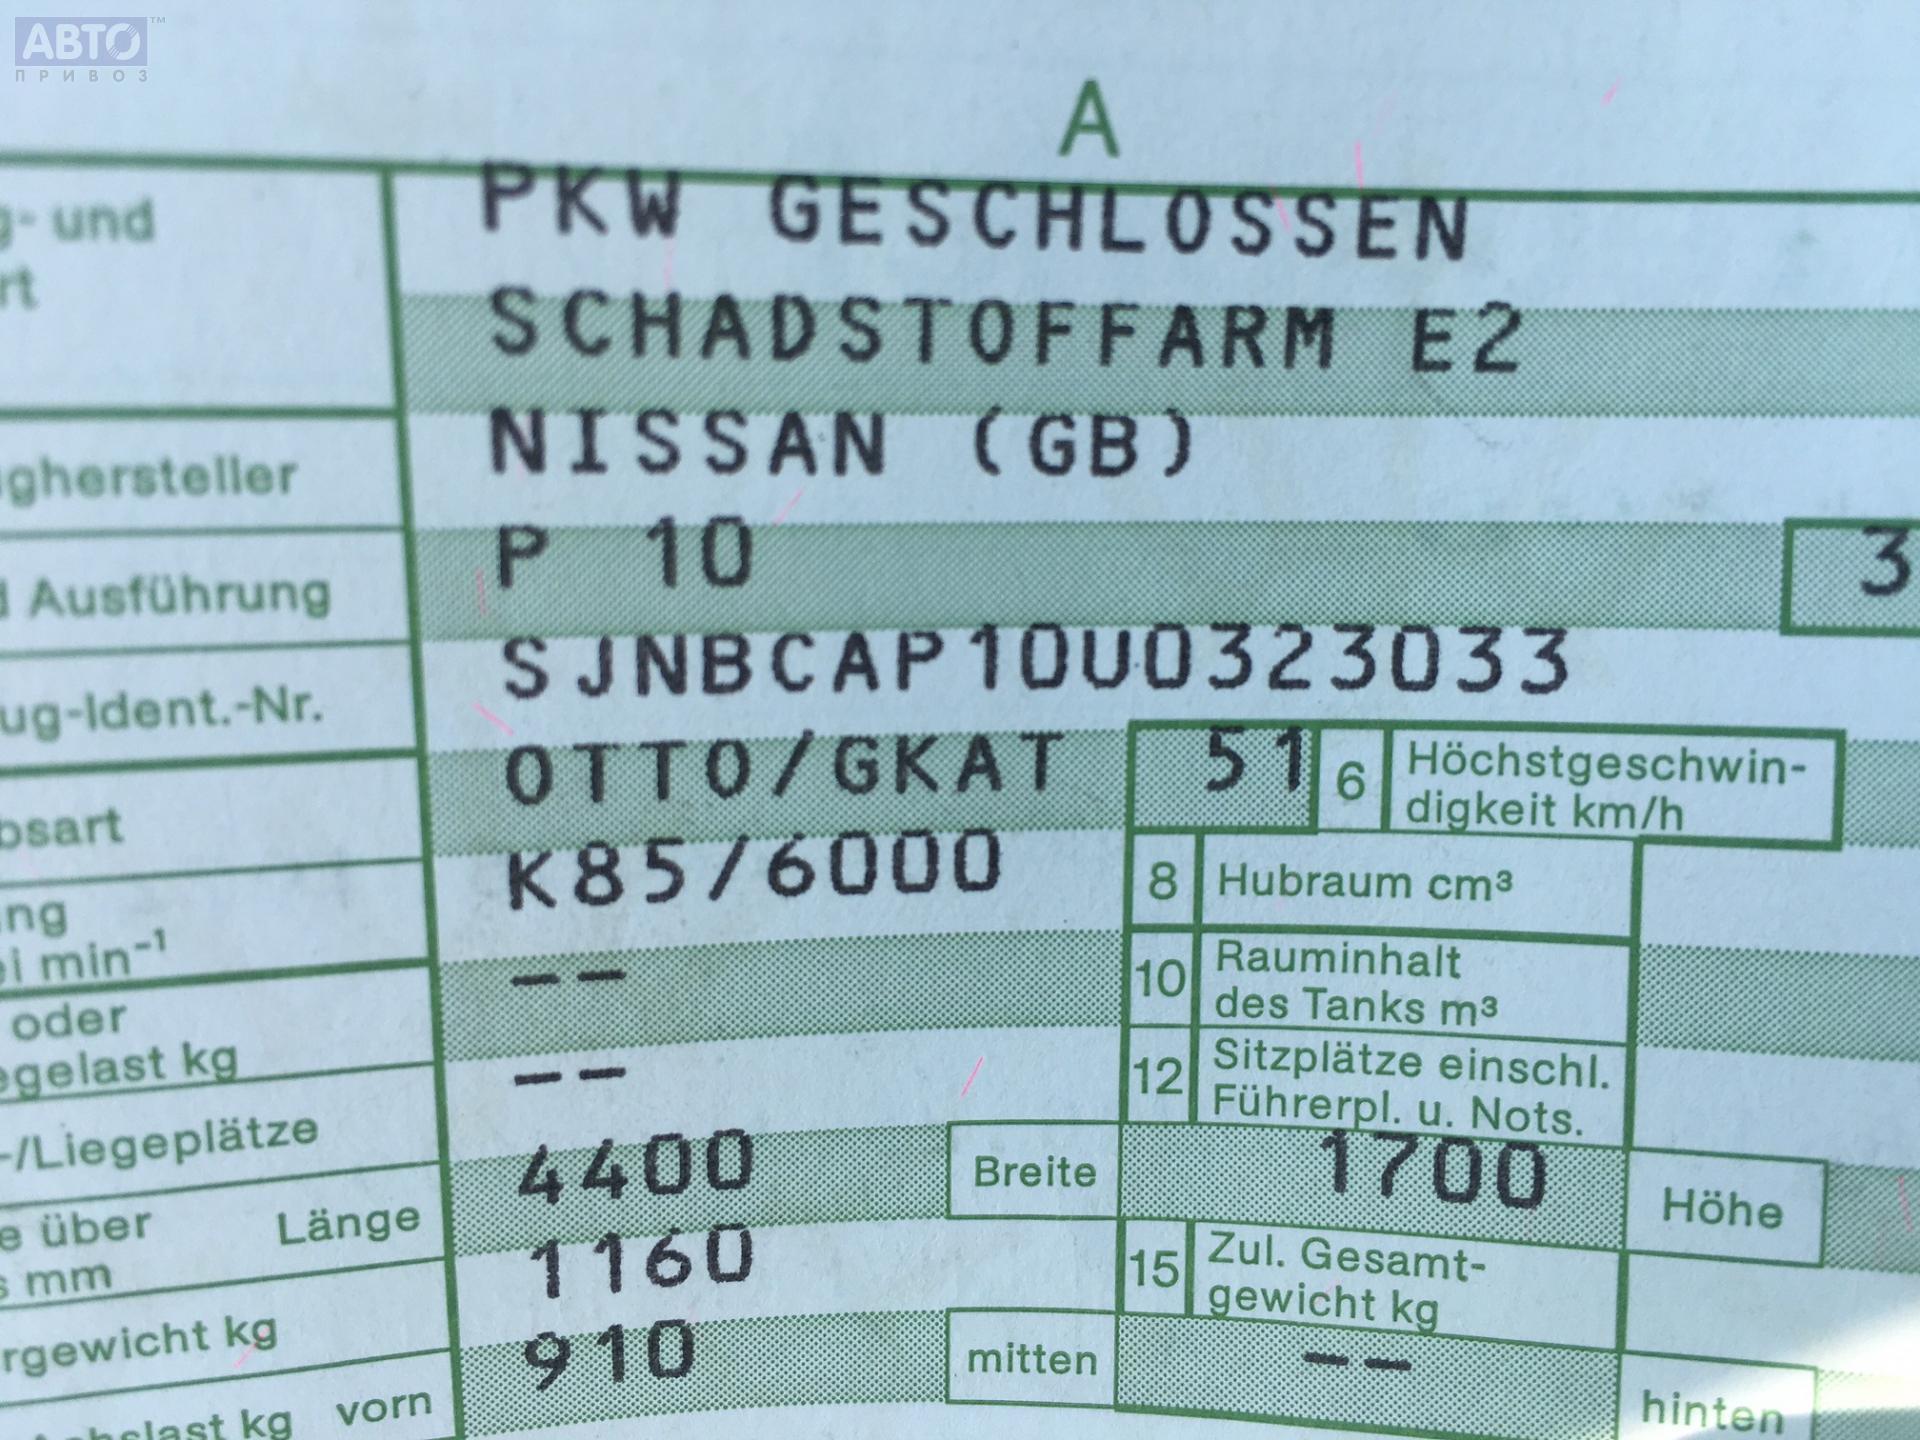 АВТО™
ПРИВОЗ
A
g- und PKW GESCHLOSSEN
rt
SCHADSTOFFARM E2
ghersteller NISSAN (GB)
d Ausführung P 10 3
ug-Ident.-Nr. SJNBCAP10U0323033
bsart OTTO/GKAT 51 6 Höchstgeschwin-
digkeit km/h
ng K85/6000 8 Hubraum cm³
ei min⁻¹
oder -- 10 Rauminhalt
des Tanks m³
egelast kg
-/Liegeplätze -- 12 Sitzplätze einschl.
Führerpl. u. Nots.
e über Länge 4400 Breite 1700 Höhe
s mm
rgewicht kg 1160 15 Zul. Gesamt-
gewicht kg
Achslast kg vorn 910 mitten -- hinten